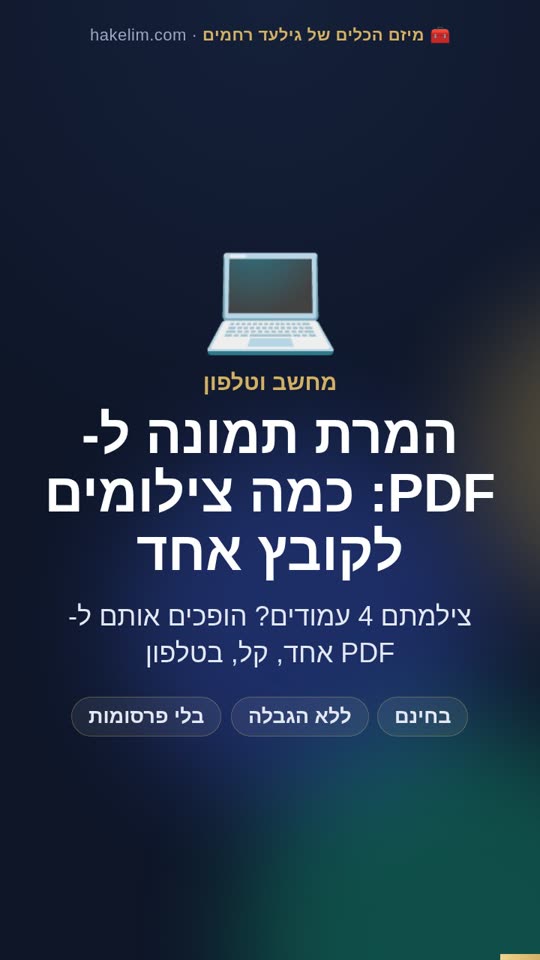 🧰 מיזם הכלים של גילעד רחמים · hakelim.com
מחשב וטלפון
המרת תמונה ל-
PDF: כמה צילומים
לקובץ אחד
צילמתם 4 עמודים? הופכים אותם ל-
PDF אחד, קל, בטלפון
בחינם
ללא הגבלה
בלי פרסומות